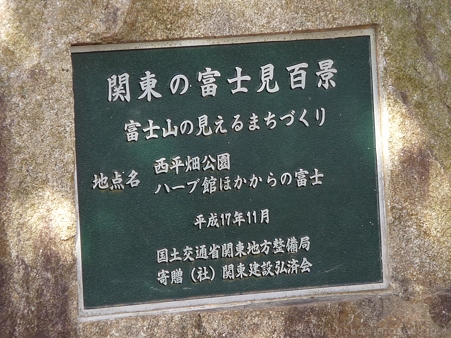 関東の富士見百景
富士山の見えるまちづくり
地点名 西平畑公園
ハーブ館ほかからの富士
平成17年11月
国土交通省関東地方整備局
寄贈（社）関東建設弘済会